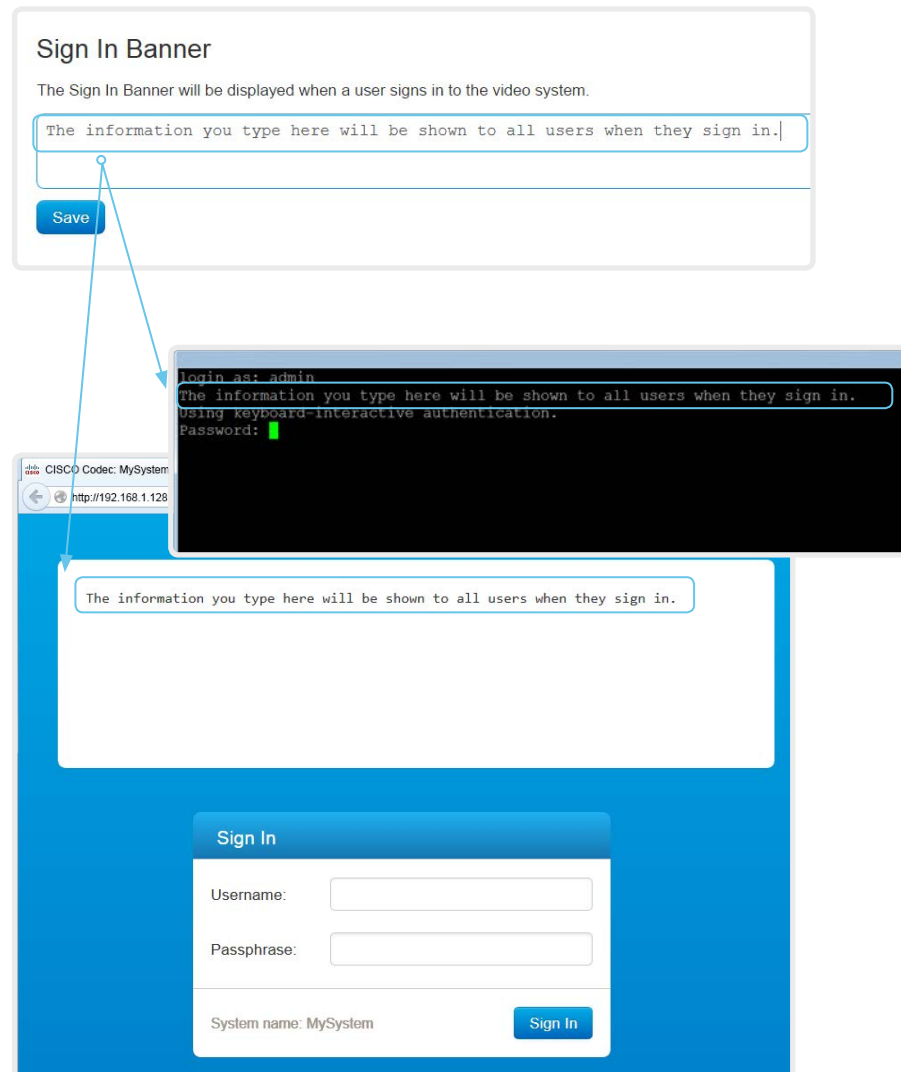 Sign In Banner
The Sign In Banner will be displayed when a user signs in to the video system.
The information you type here will be shown to all users when they sign in.
Save
login as: admin
The information you type here will be shown to all users when they sign in.
Using keyboard-interactive authentication.
Password:
cisco CISCO Codec: MySystem
http://192.168.1.128
The information you type here will be shown to all users when they sign in.
Sign In
Username:
Passphrase:
System name: MySystem
Sign In